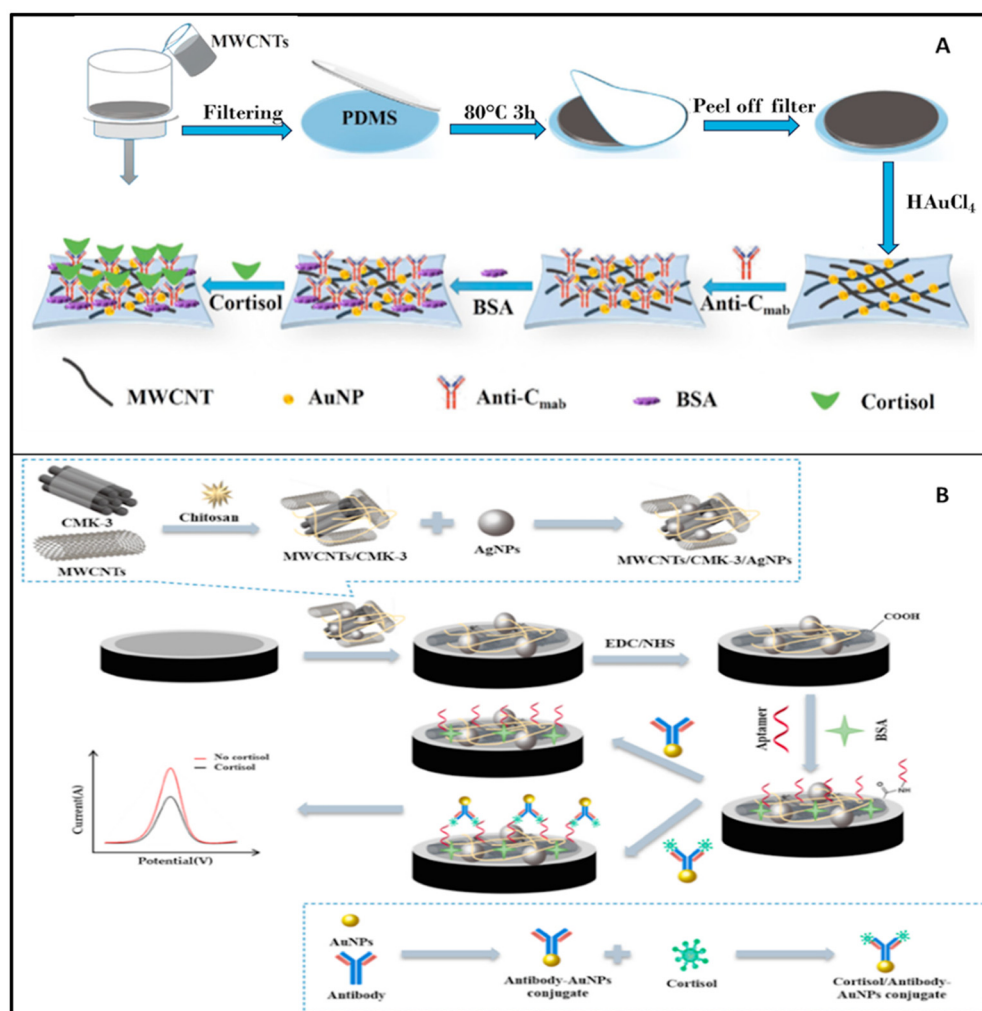 A
MWCNTs
Filtering
PDMS
80°C 3h
Peel off filter
HAuCl₄
Anti-Cₘₐb
BSA
Cortisol
MWCNT
AuNP
Anti-Cₘₐb
BSA
Cortisol
B
CMK-3
MWCNTs
Chitosan
MWCNTs/CMK-3
AgNPs
MWCNTs/CMK-3/AgNPs
EDC/NHS
COOH
Aptamer
BSA
O
NH
No cortisol
Cortisol
Current(A)
Potential(V)
AuNPs
Antibody
Antibody-AuNPs
conjugate
Cortisol
Cortisol/Antibody-
AuNPs conjugate